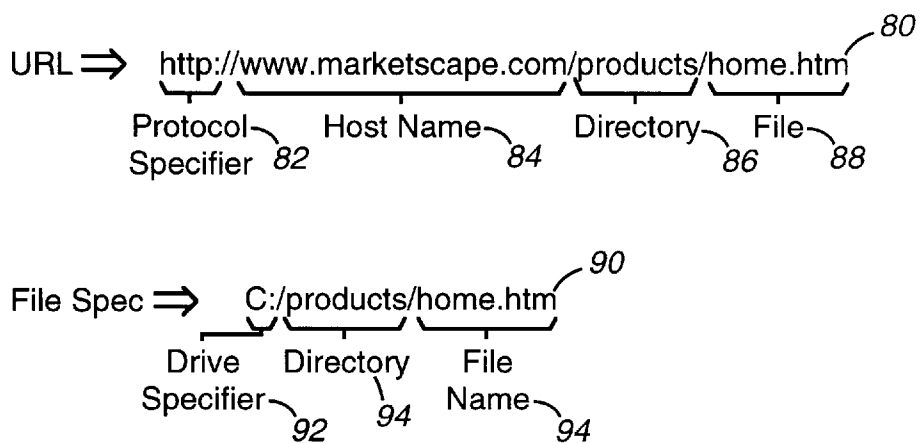 80
URL ⇒ http://www.marketscape.com/products/home.htm
Protocol Host Name Directory File
Specifier 82 84 86 88
90
File Spec ⇒ C:/products/home.htm
Drive Directory File
Specifier 92 94 Name 94